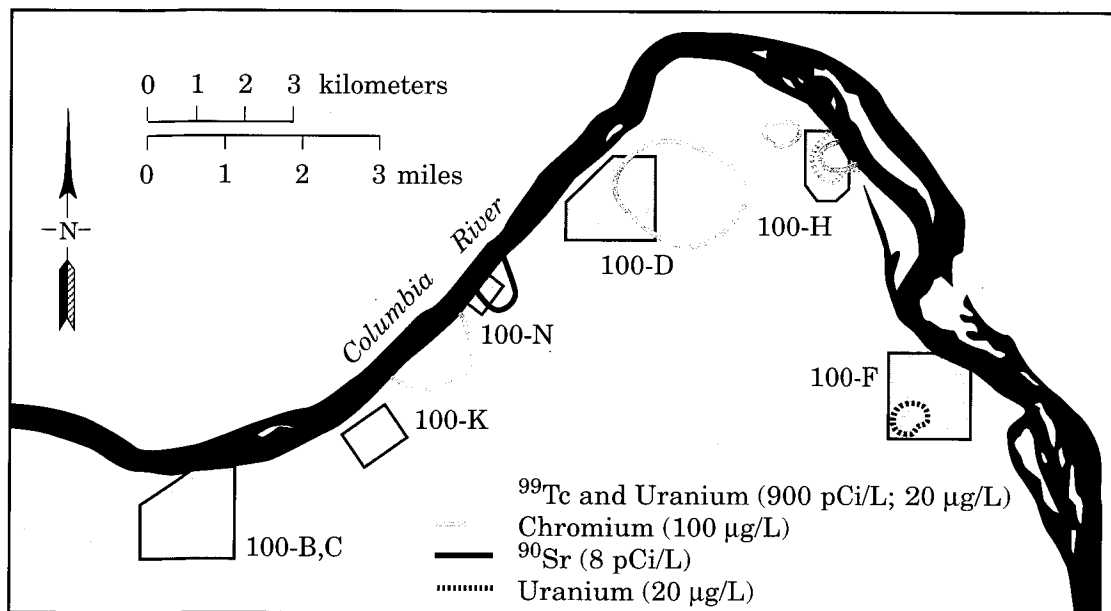 0 1 2 3 kilometers
0 1 2 3 miles
-N-
Columbia River
100-H
100-D
100-N
100-F
100-K
100-B,C
⁹⁹Tc and Uranium (900 pCi/L; 20 µg/L)
Chromium (100 µg/L)
⁹⁰Sr (8 pCi/L)
Uranium (20 µg/L)